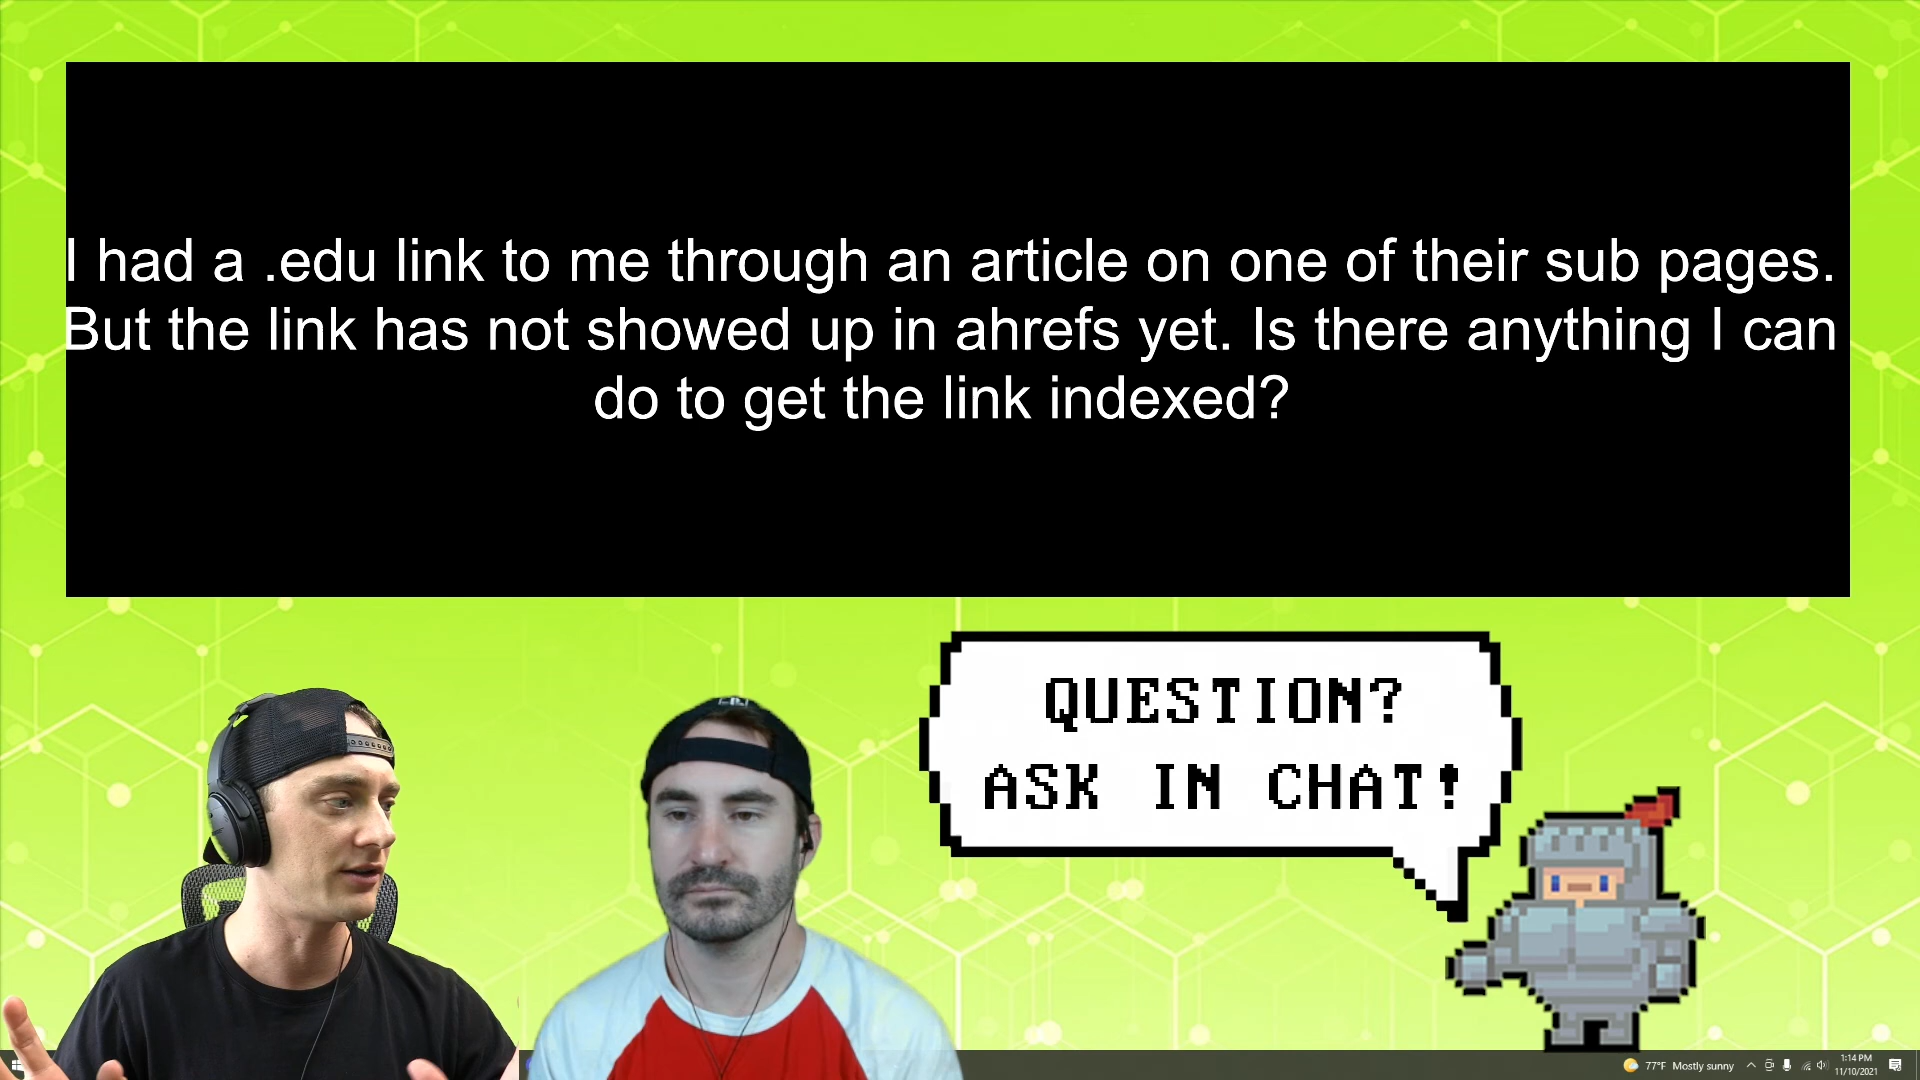 I had a .edu link to me through an article on one of their sub pages.
But the link has not showed up in ahrefs yet. Is there anything I can
do to get the link indexed?
QUESTION?
ASK IN CHAT!
77°F Mostly sunny
1:14 PM
11/10/2021